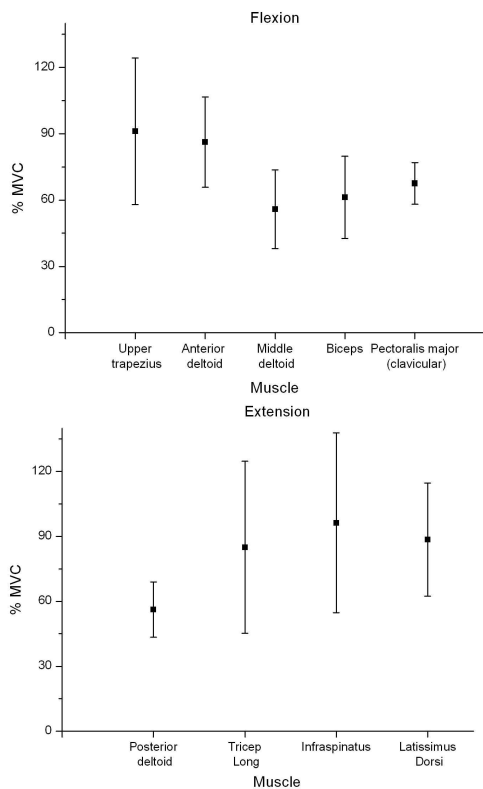 Flexion
120
90
60
30
0
% MVC
Upper trapezius
Anterior deltoid
Middle deltoid
Biceps
Pectoralis major (clavicular)
Muscle
Extension
120
90
60
30
0
% MVC
Posterior deltoid
Tricep Long
Infraspinatus
Latissimus Dorsi
Muscle